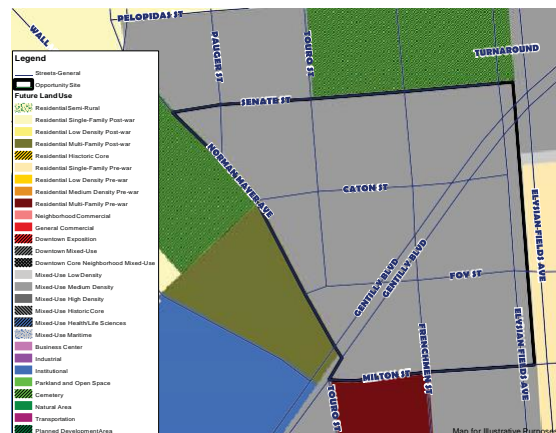 WALL
PELOPIDAS ST
PAUGER ST
TOURO ST
TURNAROUND
SENATE ST
NORMAN MAYER AVE
CATON ST
ELYSIAN-FIELDS AVE
GENTILLY BLVD
GENTILLY BLVD
FOY ST
FRENCHMEN ST
ELYSIAN-FIELDS AVE
MILTON ST
TOURO ST
Legend
Streets-General
Opportunity Site
Future Land Use
Residential Semi-Rural
Residential Single-Family Post-war
Residential Low Density Post-war
Residential Multi-Family Post-war
Residential Hiactoric Core
Residential Single-Family Pre-war
Residential Low Density Pre-war
Residential Medium Density Pre-war
Residential Multi-Family Pre-war
Neighborhood Commercial
General Commercial
Downtown Exposition
Downtown Mixed-Use
Downtown Core Neighborhood Mixed-Use
Mixed-Use Low Density
Mixed-Use Medium Density
Mixed-Use High Density
Mixed-Use Historic Core
Mixed-Use Health/Life Sciences
Mixed-Use Maritime
Business Center
Industrial
Institutional
Parkland and Open Space
Cemetery
Natural Area
Transportation
Planned Development Area
Map for Illustrative Purposes